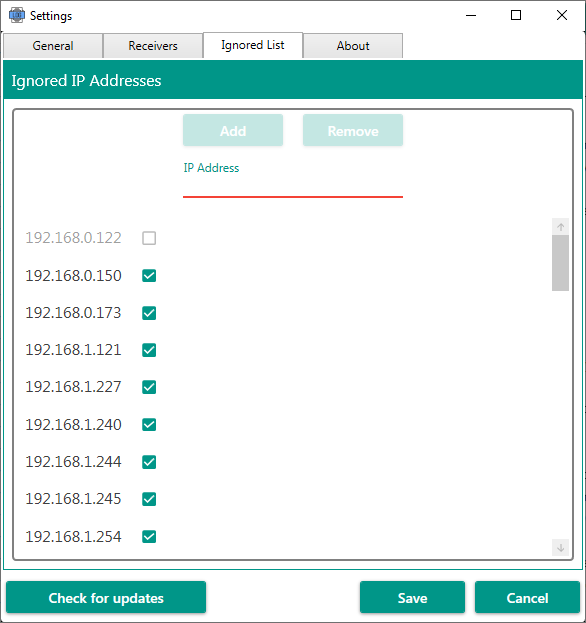 Settings
General
Receivers
Ignored List
About
Ignored IP Addresses
Add
Remove
IP Address
192.168.0.122
192.168.0.150
192.168.0.173
192.168.1.121
192.168.1.227
192.168.1.240
192.168.1.244
192.168.1.245
192.168.1.254
Check for updates
Save
Cancel